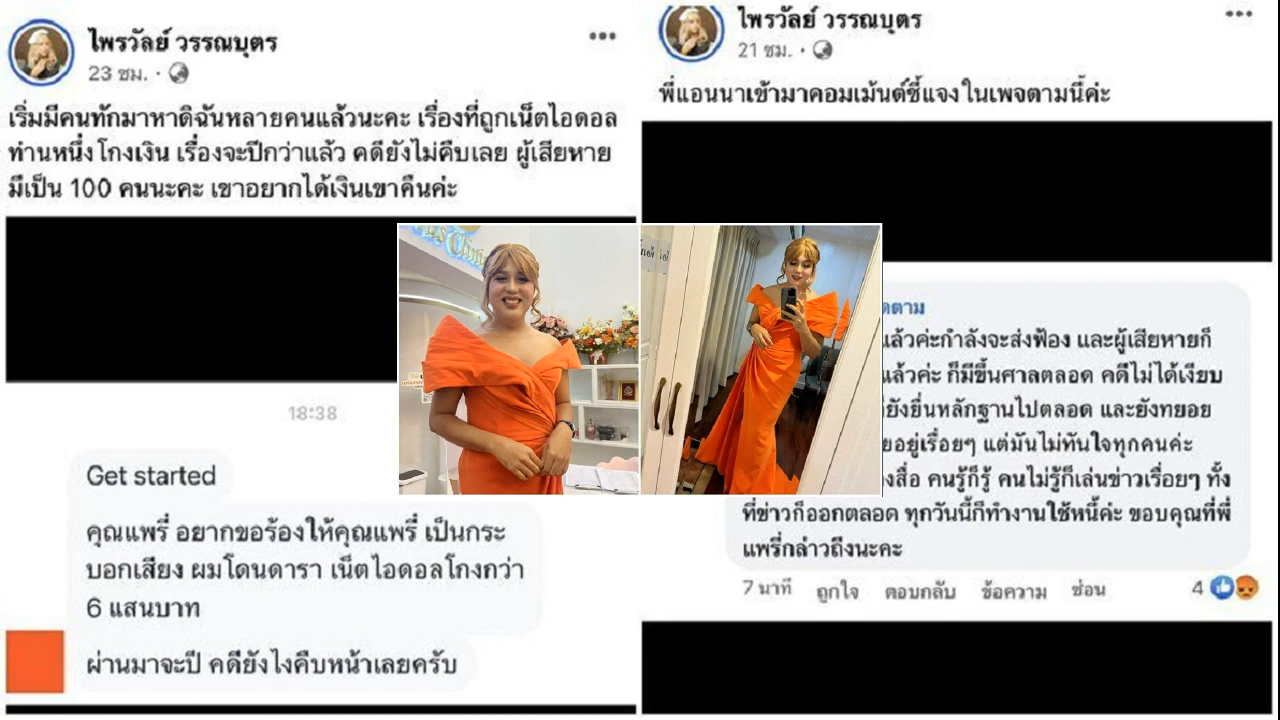 ไพรวัลย์ วรรณบุตร
23 ชม.
เริ่มมีคนทักมาหาดิฉันหลายคนแล้วนะคะ เรื่องที่ถูกเน็ตไอดอล
ท่านหนึ่งโกงเงิน เรื่องจะปีกว่าแล้ว คดียังไม่คืบเลย ผู้เสียหาย
มีเป็น 100 คนนะคะ เขาอยากได้เงินเขาคืนค่ะ
18:38
Get started
คุณแพรี่ อยากขอร้องให้คุณแพรี่ เป็นกระ
บอกเสียง ผมโดนดารา เน็ตไอดอลโกงกว่า
6 แสนบาท
ผ่านมาจะปี คดียังไงคืบหน้าเลยครับ
ไพรวัลย์ วรรณบุตร
21 ชม.
พี่แอนนาเข้ามาคอมเม้นต์ชี้แจงในเพจตามนี้ค่ะ
ตาม
แล้วค่ะกำลังจะส่งฟ้อง และผู้เสียหายก็
แล้วค่ะ ก็มีขึ้นศาลตลอด คดีไม่ได้เงียบ
ยังยื่นหลักฐานไปตลอด และยังทยอย
อยู่เรื่อยๆ แต่มันไม่ทันใจทุกคนค่ะ
สื่อ คนรู้ก็รู้ คนไม่รู้ก็เล่นข่าวเรื่อยๆ ทั้ง
ที่ข่าวก็ออกตลอด ทุกวันนี้ก็ทำงานใช้หนี้ค่ะ ขอบคุณที่พี่
แพรี่กล่าวถึงนะคะ
7 นาที ถูกใจ ตอบกลับ ข้อความ ซ่อน 4